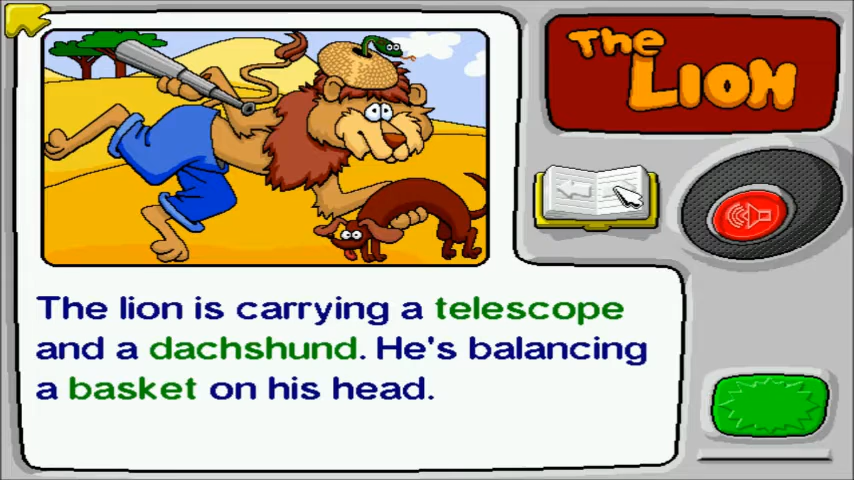 The
LION
The lion is carrying a telescope
and a dachshund. He's balancing
a basket on his head.